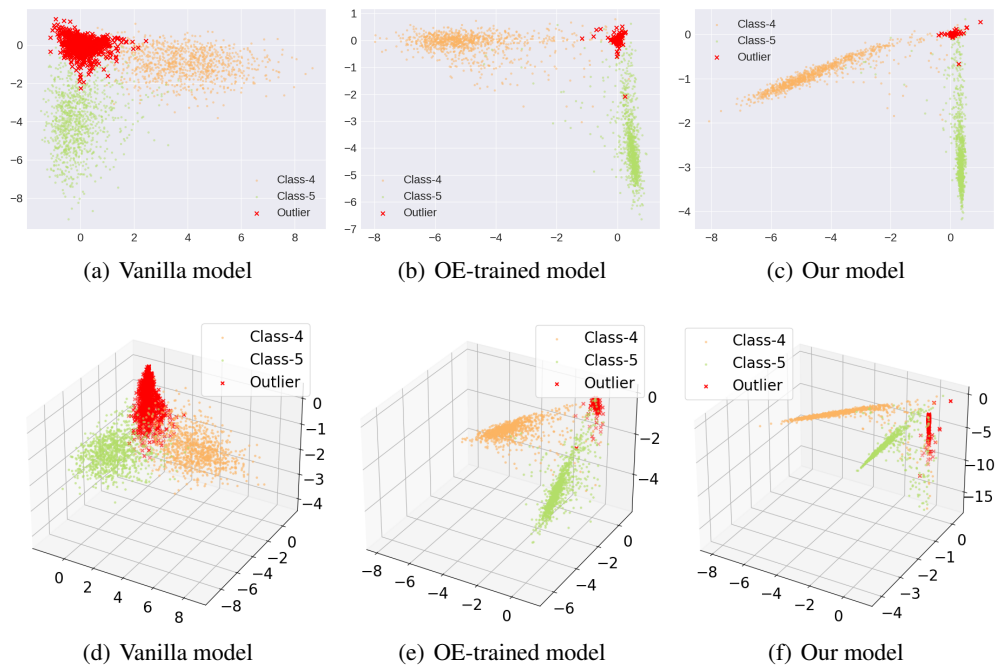 0
−2
−4
−6
−8
0 2 4 6 8
Class-4
Class-5
Outlier
(a) Vanilla model
1
0
−1
−2
−3
−4
−5
−6
−7
−8 −6 −4 −2 0
Class-4
Class-5
Outlier
(b) OE-trained model
0
−1
−2
−3
−4
−8 −6 −4 −2 0
Class-4
Class-5
Outlier
(c) Our model
Class-4
Class-5
Outlier
0
−1
−2
−3
−4
0
−2
−4
−6
−8
0 2 4 6 8
(d) Vanilla model
Class-4
Class-5
Outlier
0
−2
−4
0
−2
−4
−6
−8 −6 −4 −2 0
(e) OE-trained model
Class-4
Class-5
Outlier
0
−5
−10
−15
0
−1
−2
−3
−4
−8 −6 −4 −2 0
(f) Our model